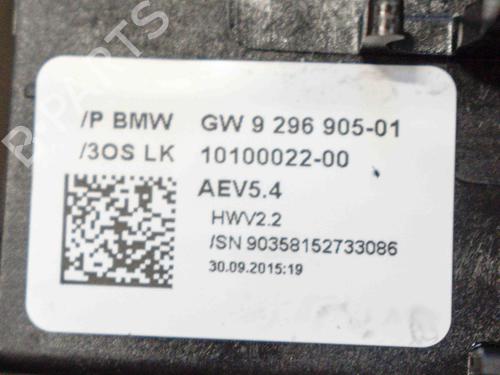 /P BMW GW 9 296 905-01
/3OS LK 10100022-00
AEV5.4
HWV2.2
/SN 90358152733086
30.09.2015:19
B-PARTS